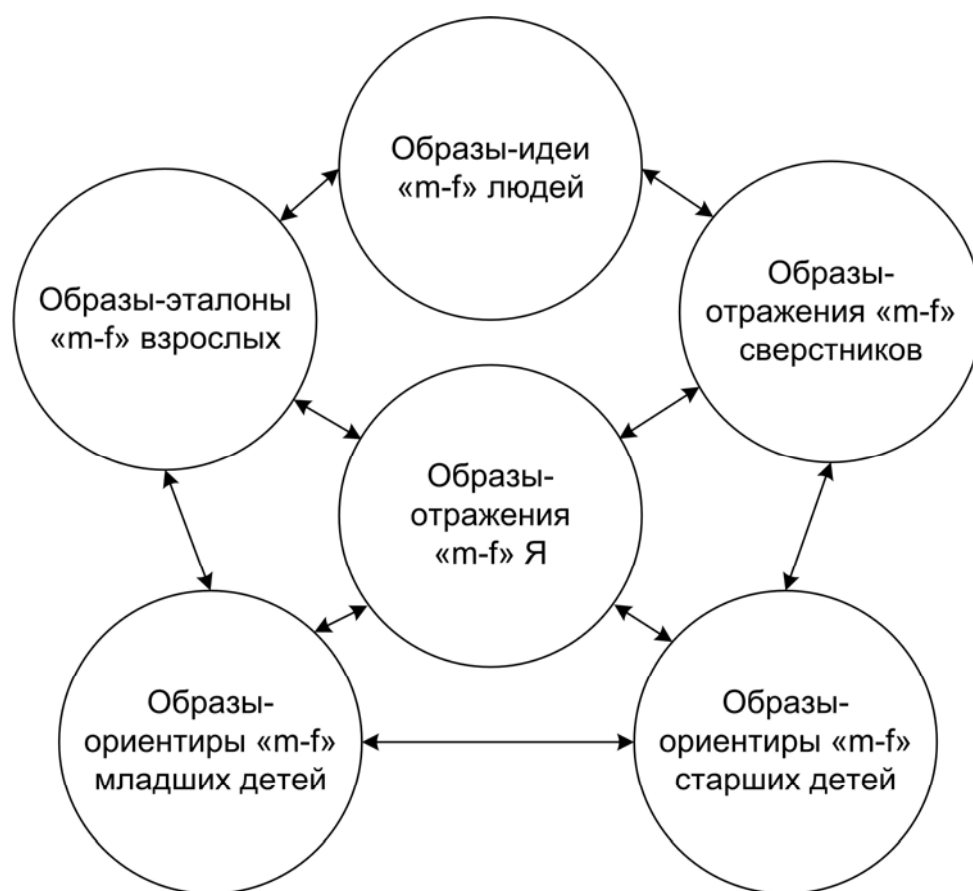 Образы-идеи
«m-f» людей
Образы-эталоны
«m-f» взрослых
Образы-
отражения «m-f»
сверстников
Образы-
отражения
«m-f» Я
Образы-
ориентиры «m-f»
младших детей
Образы-
ориентиры «m-f»
старших детей